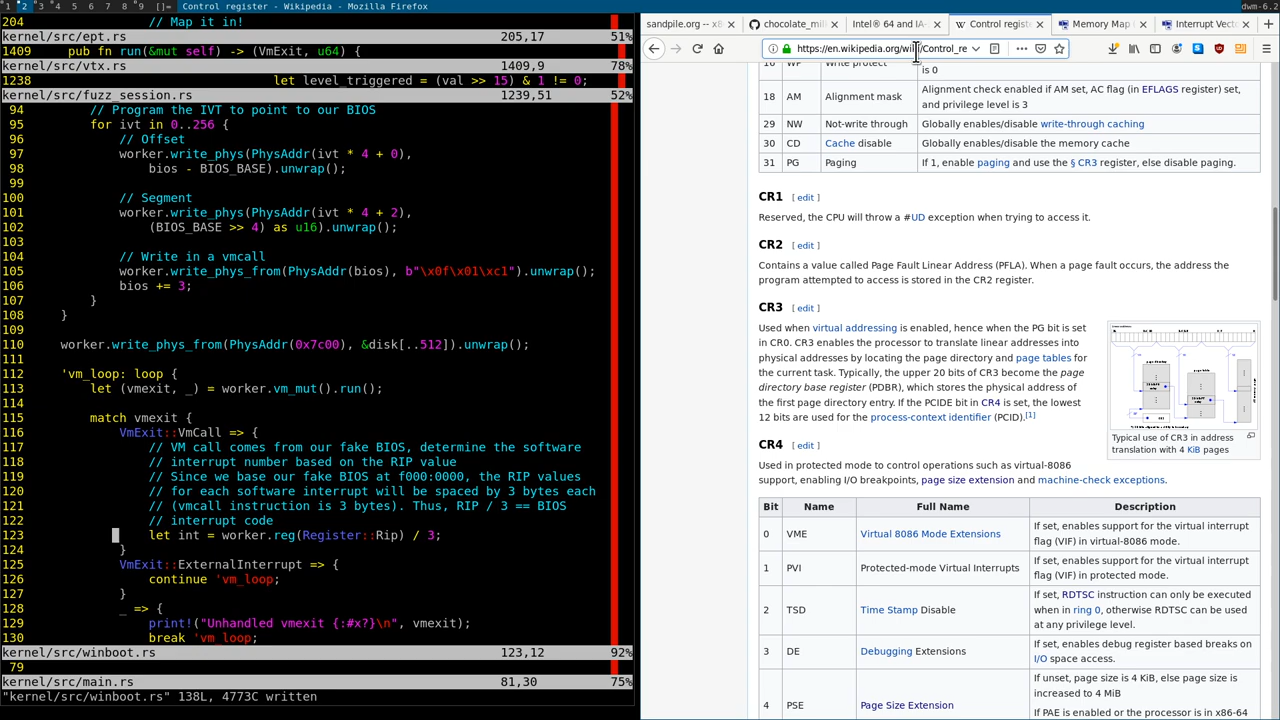 1 2 3 4 5 6 7 8 9 []= Control register - Wikipedia - Mozilla Firefox dwm-6.2
204 // Map it in!
kernel/src/ept.rs 205,17 51%
1409 pub fn run(&mut self) -> (VmExit, u64) {
kernel/src/vtx.rs 1409,9 78%
1238 let level_triggered = (val >> 15) & 1 != 0;
kernel/src/fuzz_session.rs 1239,51 52%
94 // Program the IVT to point to our BIOS
95 for ivt in 0..256 {
96 // Offset
97 worker.write_phys(PhysAddr(ivt * 4 + 0),
98 bios - BIOS_BASE).unwrap();
99
100 // Segment
101 worker.write_phys(PhysAddr(ivt * 4 + 2),
102 (BIOS_BASE >> 4) as u16).unwrap();
103
104 // Write in a vmcall
105 worker.write_phys_from(PhysAddr(bios), b"\x0f\x01\xc1").unwrap();
106 bios += 3;
107 }
108 }
109
110 worker.write_phys_from(PhysAddr(0x7c00), &disk[..512]).unwrap();
111
112 'vm_loop: loop {
113 let (vmexit, _) = worker.vm_mut().run();
114
115 match vmexit {
116 VmExit::VmCall => {
117 // VM call comes from our fake BIOS, determine the software
118 // interrupt number based on the RIP value
119 // Since we base our fake BIOS at f000:0000, the RIP values
120 // for each software interrupt will be spaced by 3 bytes each
121 // (vmcall instruction is 3 bytes). Thus, RIP / 3 == BIOS
122 // interrupt code
123 let int = worker.reg(Register::Rip) / 3;
124 }
125 VmExit::ExternalInterrupt => {
126 continue 'vm_loop;
127 }
128 _ => {
129 print!("Unhandled vmexit {:#x?}\n", vmexit);
130 break 'vm_loop;
kernel/src/winboot.rs 123,12 92%
79
kernel/src/main.rs 81,30 75%
"kernel/src/winboot.rs" 138L, 4773C written
sandpile.org -- x8 chocolate_mil Intel® 64 and IA- Control regist Memory Map Interrupt Vect
https://en.wikipedia.org/wiki/Control_re
16 WP Write protect is 0
18 AM Alignment mask Alignment check enabled if AM set, AC flag (in EFLAGS register) set,
and privilege level is 3
29 NW Not-write through Globally enables/disable write-through caching
30 CD Cache disable Globally enables/disable the memory cache
31 PG Paging If 1, enable paging and use the § CR3 register, else disable paging.
CR1 [ edit ]
Reserved, the CPU will throw a #UD exception when trying to access it.
CR2 [ edit ]
Contains a value called Page Fault Linear Address (PFLA). When a page fault occurs, the address the
program attempted to access is stored in the CR2 register.
CR3 [ edit ]
Used when virtual addressing is enabled, hence when the PG bit is set
in CR0. CR3 enables the processor to translate linear addresses into
physical addresses by locating the page directory and page tables for
the current task. Typically, the upper 20 bits of CR3 become the page
directory base register (PDBR), which stores the physical address of
the first page directory entry. If the PCIDE bit in CR4 is set, the lowest
12 bits are used for the process-context identifier (PCID).[1]
Typical use of CR3 in address
translation with 4 KiB pages
CR4 [ edit ]
Used in protected mode to control operations such as virtual-8086
support, enabling I/O breakpoints, page size extension and machine-check exceptions.
Bit Name Full Name Description
0 VME Virtual 8086 Mode Extensions If set, enables support for the virtual interrupt
flag (VIF) in virtual-8086 mode.
1 PVI Protected-mode Virtual Interrupts If set, enables support for the virtual interrupt
flag (VIF) in protected mode.
2 TSD Time Stamp Disable If set, RDTSC instruction can only be executed
when in ring 0, otherwise RDTSC can be used
at any privilege level.
3 DE Debugging Extensions If set, enables debug register based breaks on
I/O space access.
4 PSE Page Size Extension If unset, page size is 4 KiB, else page size is
increased to 4 MiB
If PAE is enabled or the processor is in x86-64